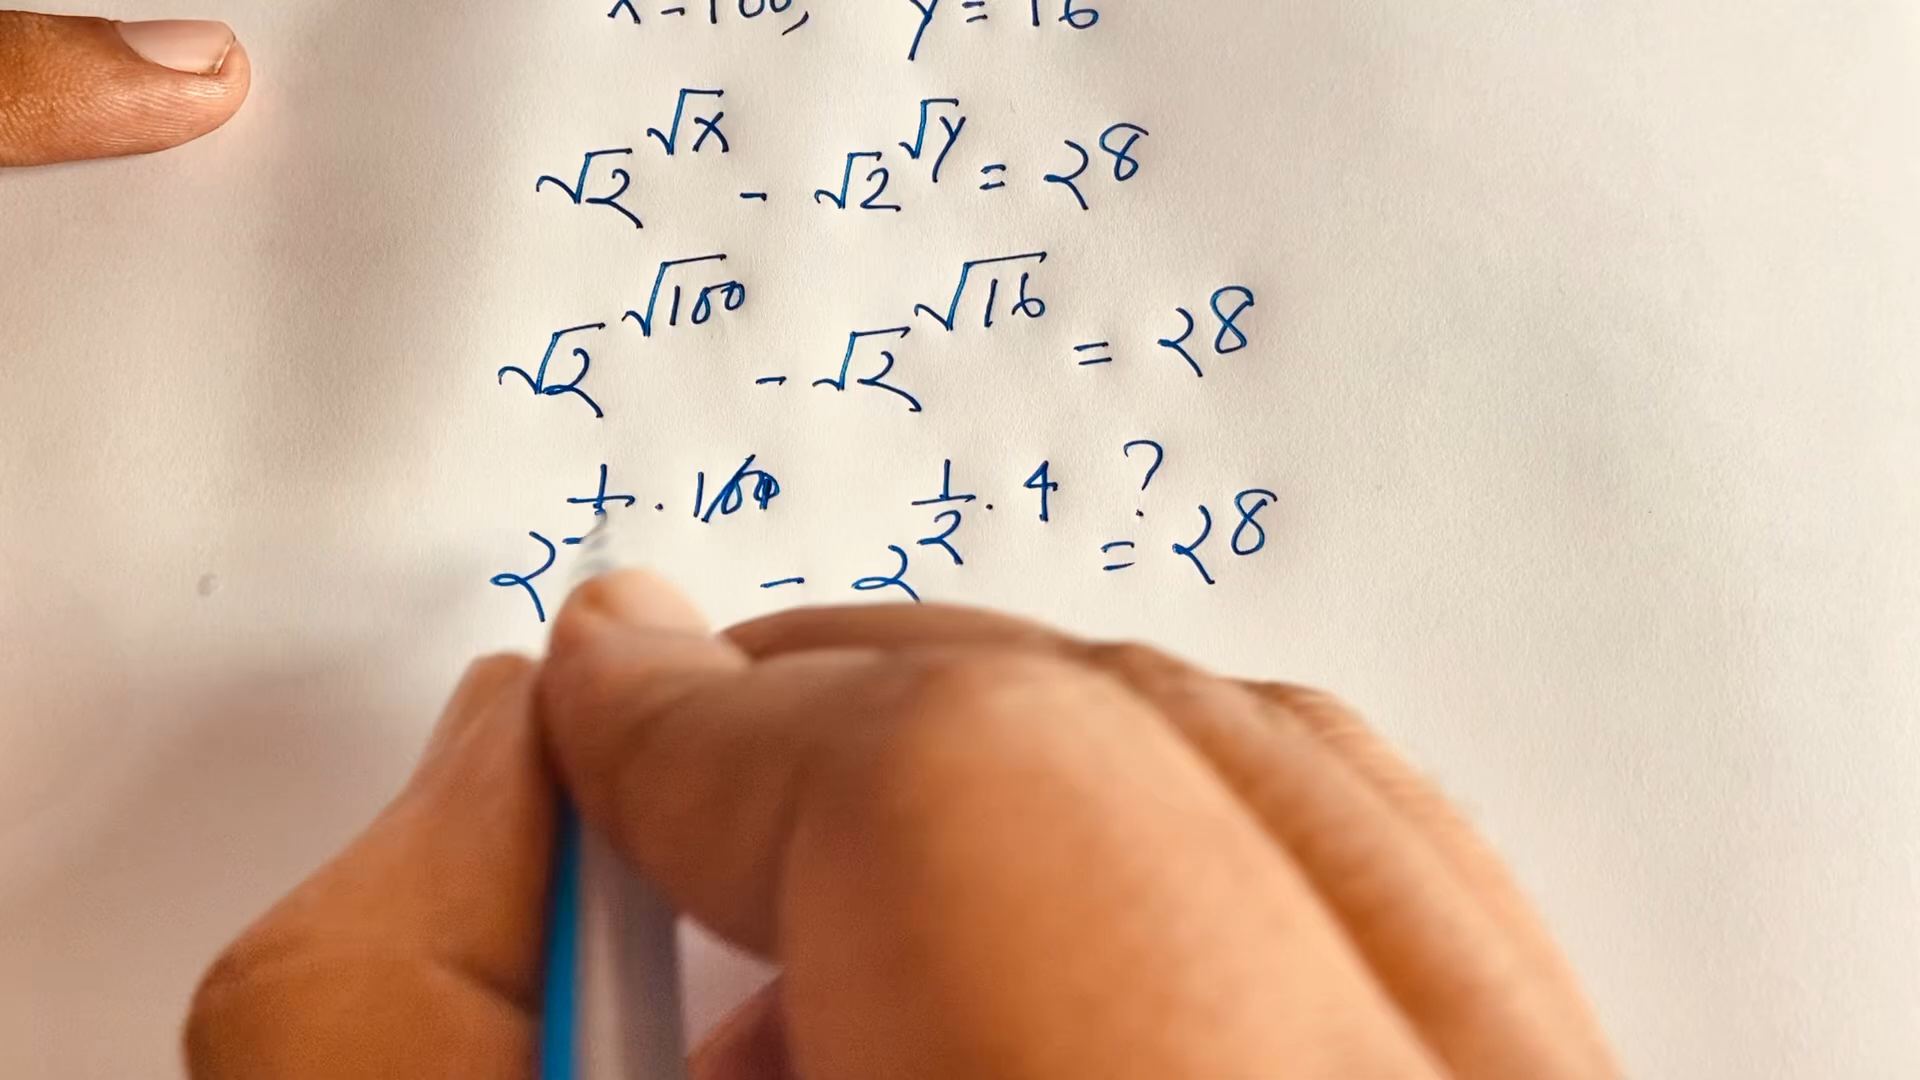 x = 100, y = 16
√2^√x - √2^√y = 28
√2^√100 - √2^√16 = 28
2^(1/2 · 100) - 2^(1/2 · 4) ?= 28